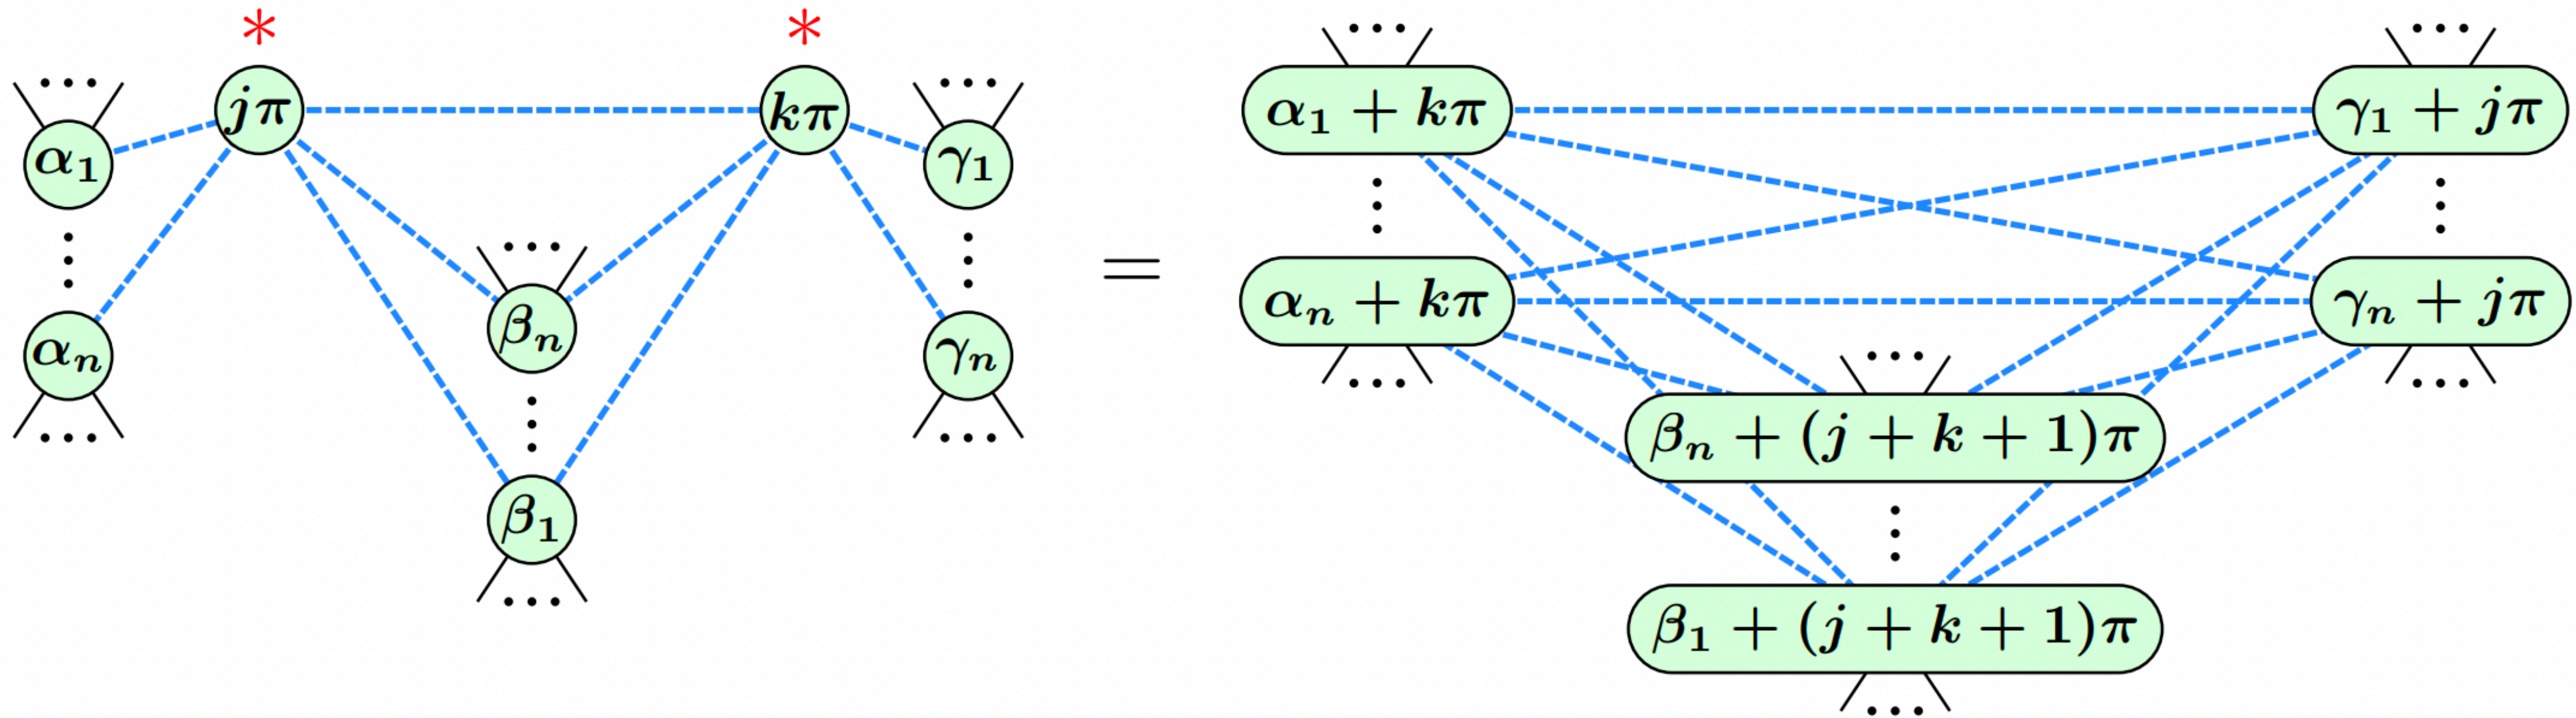 * *
jπ kπ
α₁ γ₁
αₙ βₙ γₙ
β₁
=
α₁ + kπ γ₁ + jπ
αₙ + kπ γₙ + jπ
βₙ + (j + k + 1)π
β₁ + (j + k + 1)π